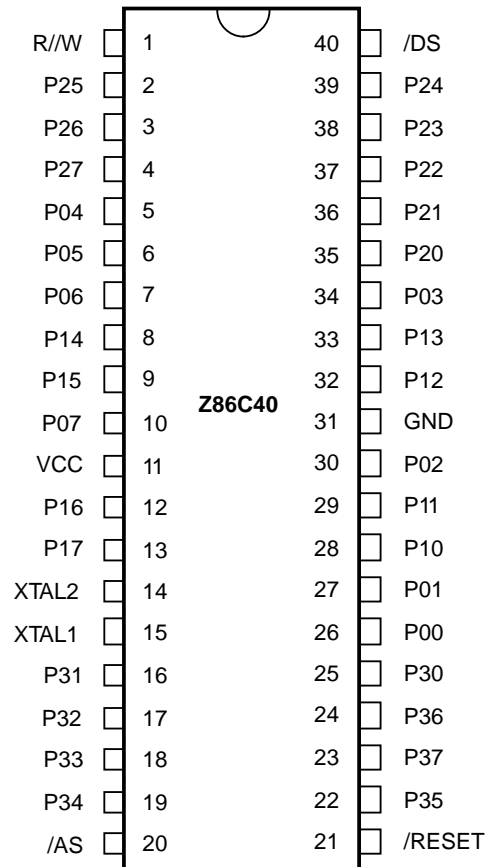 R//W 1 40 /DS
P25 2 39 P24
P26 3 38 P23
P27 4 37 P22
P04 5 36 P21
P05 6 35 P20
P06 7 34 P03
P14 8 33 P13
P15 9 32 P12
Z86C40
P07 10 31 GND
VCC 11 30 P02
P16 12 29 P11
P17 13 28 P10
XTAL2 14 27 P01
XTAL1 15 26 P00
P31 16 25 P30
P32 17 24 P36
P33 18 23 P37
P34 19 22 P35
/AS 20 21 /RESET